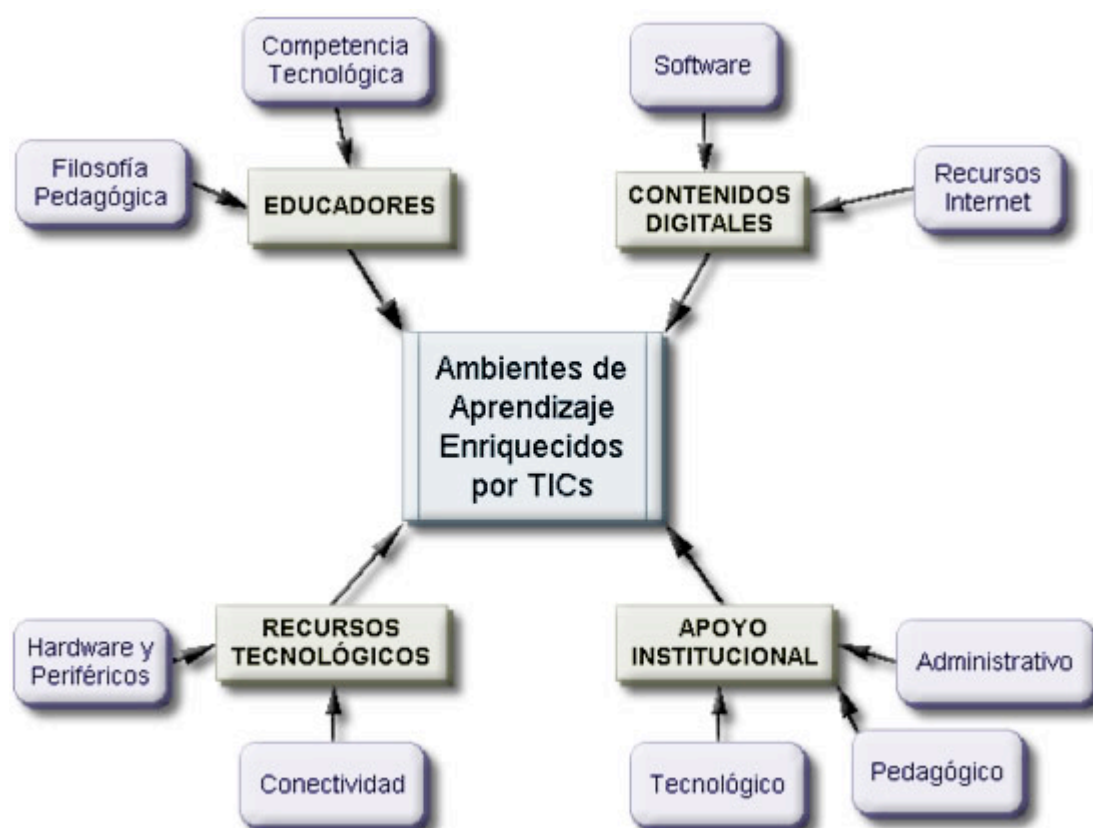 Competencia
Tecnológica
Software
Filosofía
Pedagógica
EDUCADORES
CONTENIDOS
DIGITALES
Recursos
Internet
Ambientes de
Aprendizaje
Enriquecidos
por TICs
Hardware y
Periféricos
RECURSOS
TECNOLÓGICOS
APOYO
INSTITUCIONAL
Administrativo
Conectividad
Tecnológico
Pedagógico